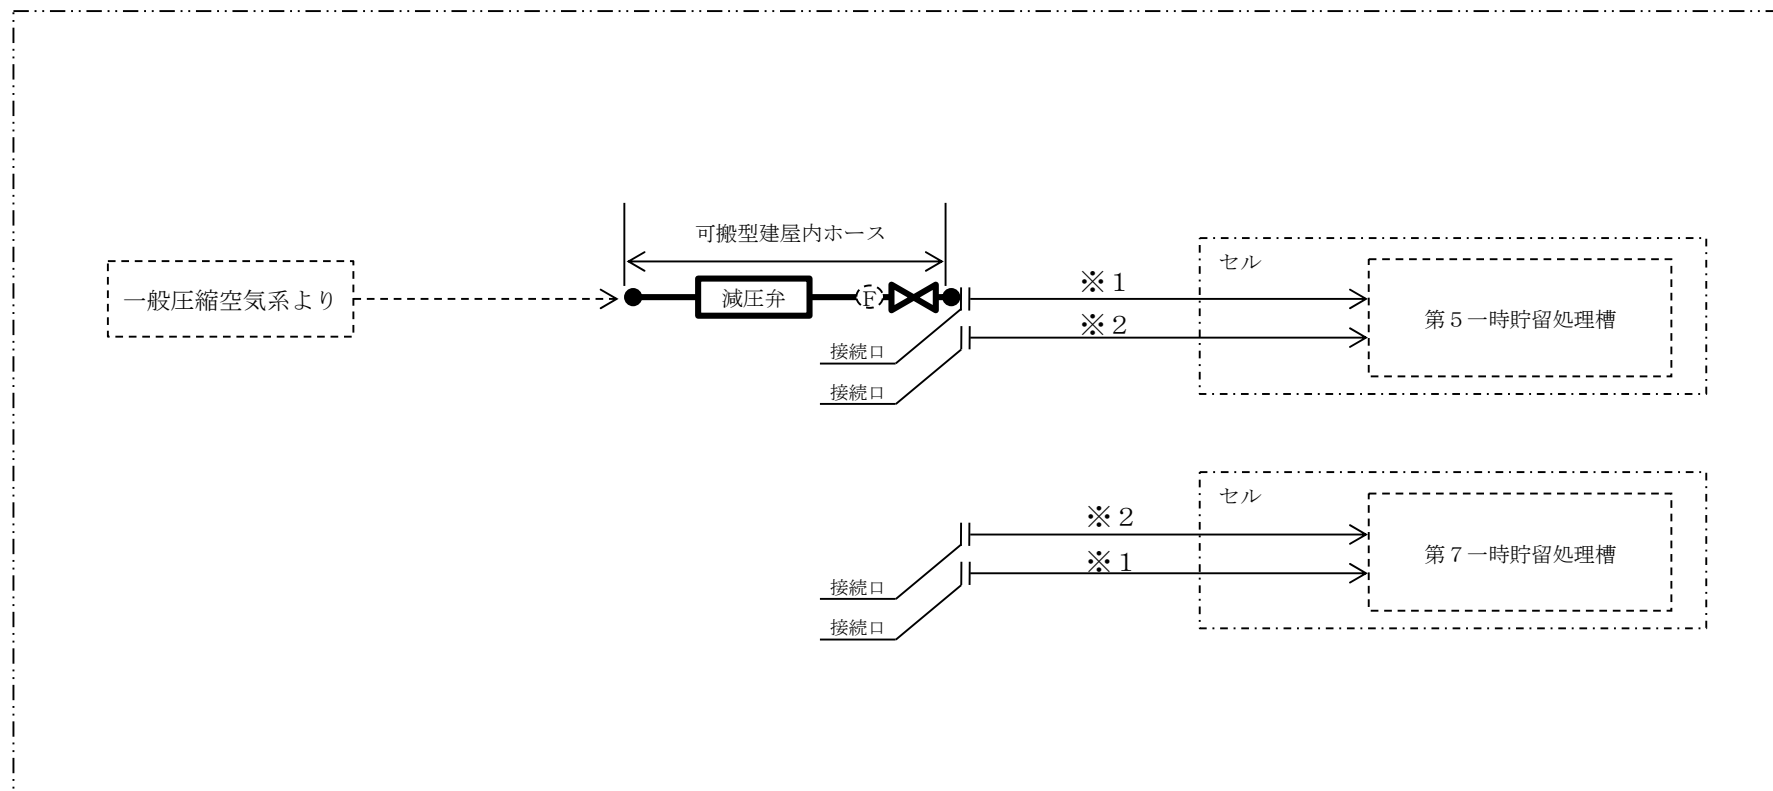 可搬型建屋内ホース
一般圧縮空気系より
減圧弁
F
セル
※1
※2
第5一時貯留処理槽
接続口
接続口
セル
※2
※1
第7一時貯留処理槽
接続口
接続口